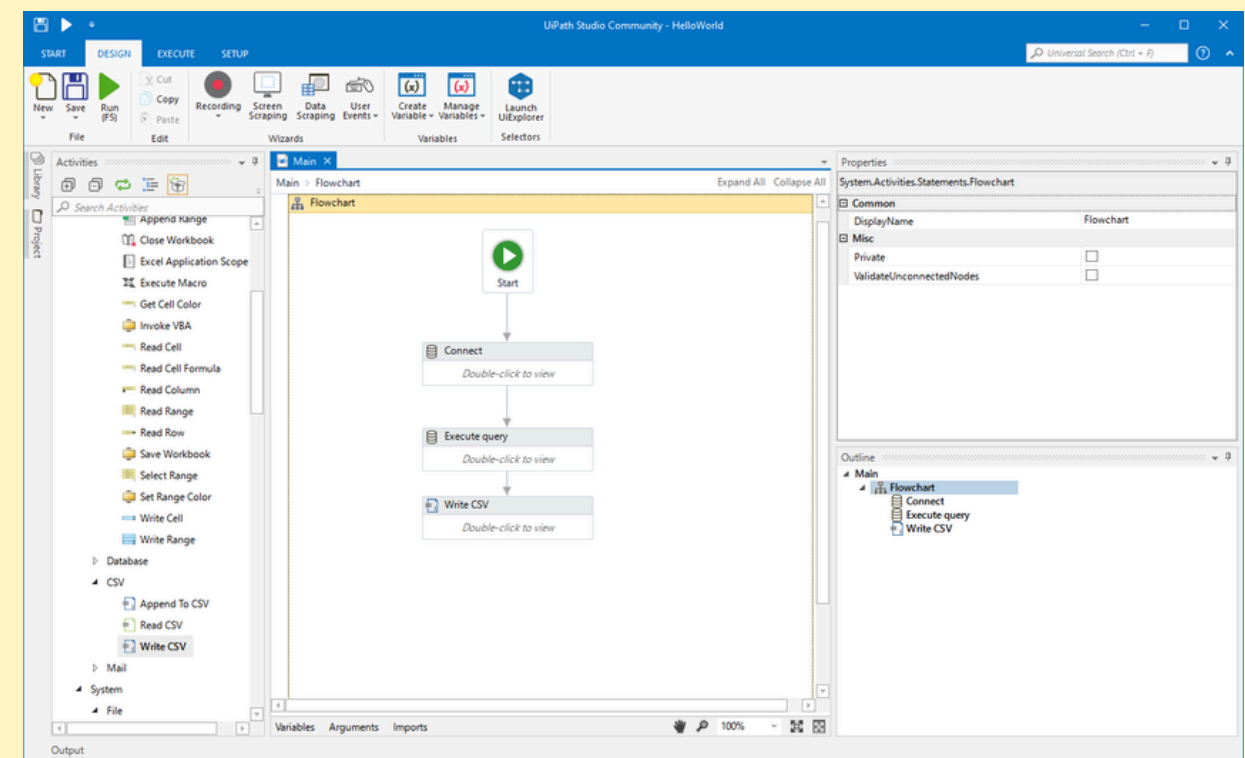 UiPath Studio Community - HelloWorld
START DESIGN EXECUTE SETUP
Universal Search (Ctrl + F)
New Save Run (F5)
Cut
Copy
Paste
Recording Screen Scraping Data Scraping User Events
Create Variable Manage Variables
Launch UiExplorer
File Edit Wizards Variables Selectors
Library
Project
Activities
Search Activities
Append Range
Close Workbook
Excel Application Scope
Execute Macro
Get Cell Color
Invoke VBA
Read Cell
Read Cell Formula
Read Column
Read Range
Read Row
Save Workbook
Select Range
Set Range Color
Write Cell
Write Range
Database
CSV
Append To CSV
Read CSV
Write CSV
Mail
System
File
Main
Main > Flowchart Expand All Collapse All
Flowchart
Start
Connect
Double-click to view
Execute query
Double-click to view
Write CSV
Double-click to view
Variables Arguments Imports 100%
Properties
System.Activities.Statements.Flowchart
Common
DisplayName Flowchart
Misc
Private
ValidateUnconnectedNodes
Outline
Main
Flowchart
Connect
Execute query
Write CSV
Output